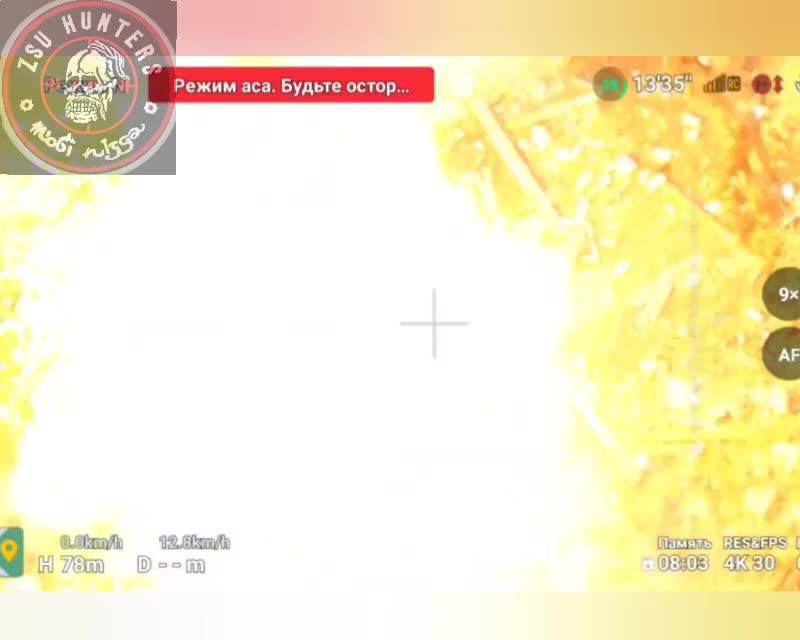 ZSU HUNTERS
Режим аса. Будьте остор...
13'35"
RC
9×
AF
0.0km/h 12.8km/h
H 78m D - - m
Память RES&FPS
08:03 4K 30